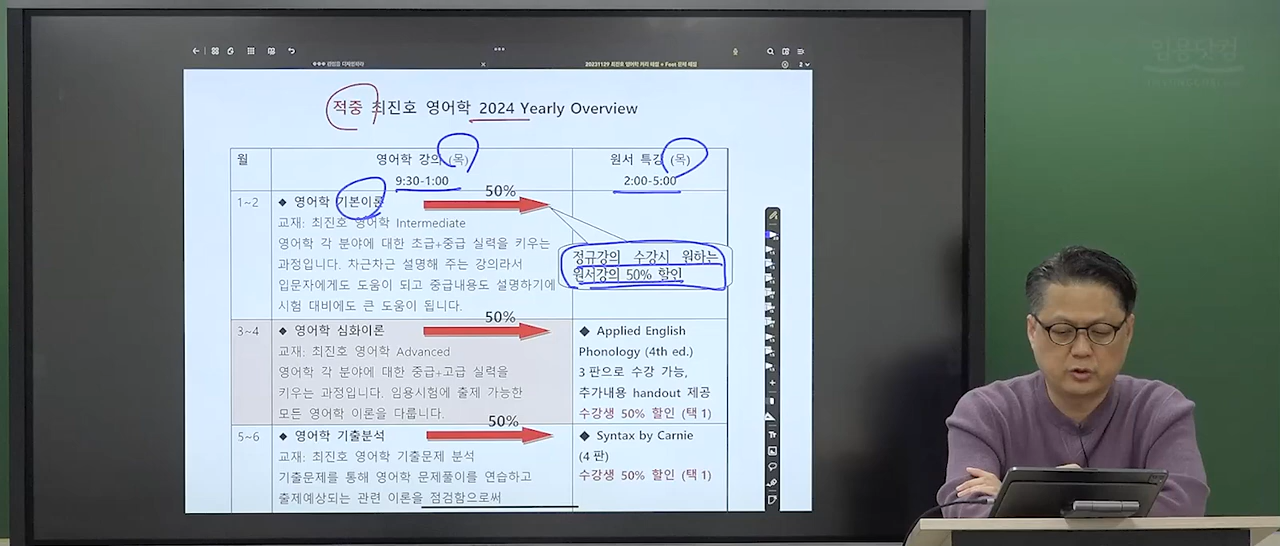 임용닷컴
20231129 최진호 영어학 커리 해설 + Feet 문제 해설
적중 최진호 영어학 2024 Yearly Overview
월
영어학 강의 (목)
9:30-1:00
원서 특강 (목)
2:00-5:00
1~2
◆ 영어학 기본이론
50%
교재: 최진호 영어학 Intermediate
영어학 각 분야에 대한 초급+중급 실력을 키우는
과정입니다. 차근차근 설명해 주는 강의라서
입문자에게도 도움이 되고 중급내용도 설명하기에
시험 대비에도 큰 도움이 됩니다.
정규강의 수강시 원하는
원서강의 50% 할인
3~4
◆ 영어학 심화이론
50%
교재: 최진호 영어학 Advanced
영어학 각 분야에 대한 중급+고급 실력을
키우는 과정입니다. 임용시험에 출제 가능한
모든 영어학 이론을 다룹니다.
◆ Applied English
Phonology (4th ed.)
3 판으로 수강 가능,
추가내용 handout 제공
수강생 50% 할인 (택 1)
5~6
◆ 영어학 기출분석
50%
교재: 최진호 영어학 기출문제 분석
기출문제를 통해 영어학 문제풀이를 연습하고
출제예상되는 관련 이론을 점검함으로써
◆ Syntax by Carnie
(4 판)
수강생 50% 할인 (택 1)